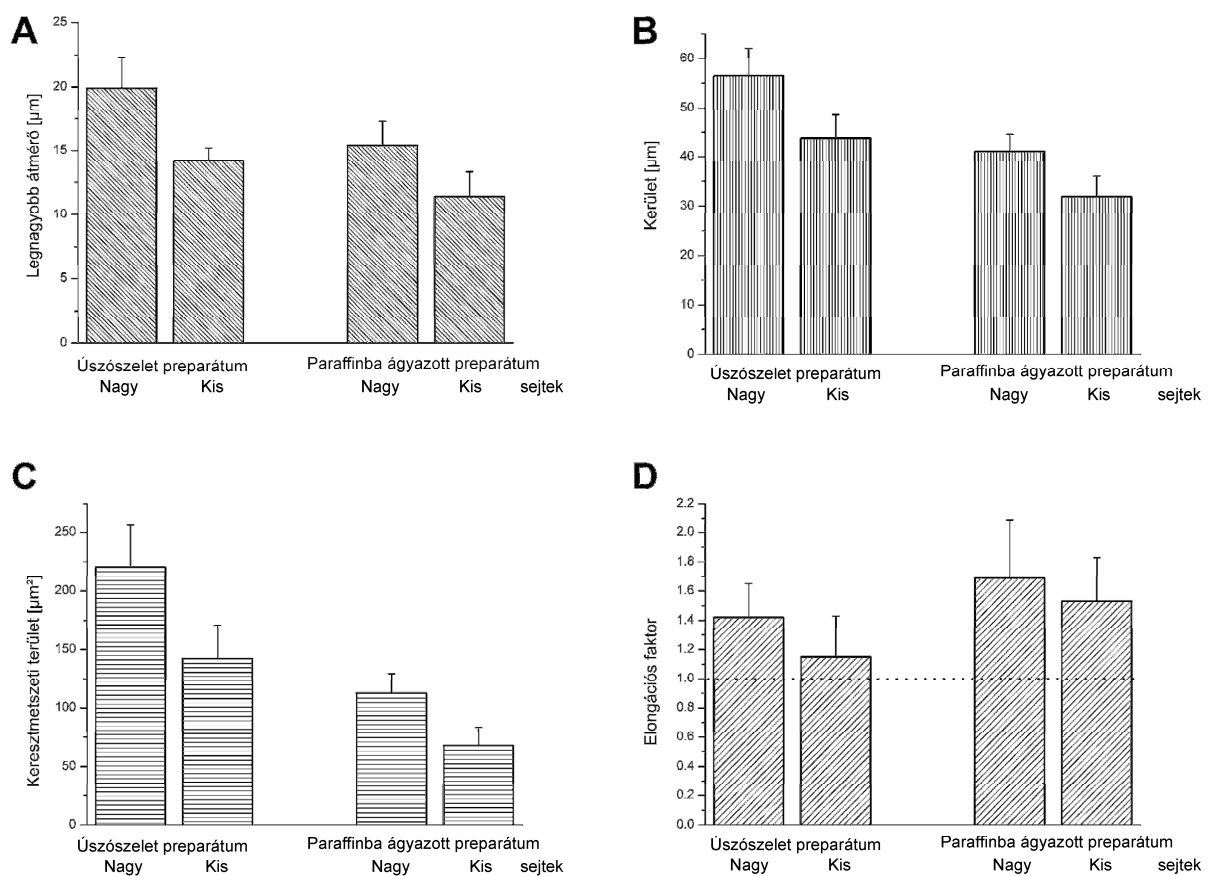 A
Legnagyobb átmérő [µm]
25
20
15
10
5
0
Úszószelet preparátum
Paraffinba ágyazott preparátum
Nagy Kis Nagy Kis sejtek
B
Kerület [µm]
60
50
40
30
20
10
0
Úszószelet preparátum
Paraffinba ágyazott preparátum
Nagy Kis Nagy Kis sejtek
C
Keresztmetszeti terület [µm²]
250
200
150
100
50
0
Úszószelet preparátum
Paraffinba ágyazott preparátum
Nagy Kis Nagy Kis sejtek
D
Elongációs faktor
2.2
2.0
1.8
1.6
1.4
1.2
1.0
0.8
0.6
0.4
0.2
0.0
Úszószelet preparátum
Paraffinba ágyazott preparátum
Nagy Kis Nagy Kis sejtek